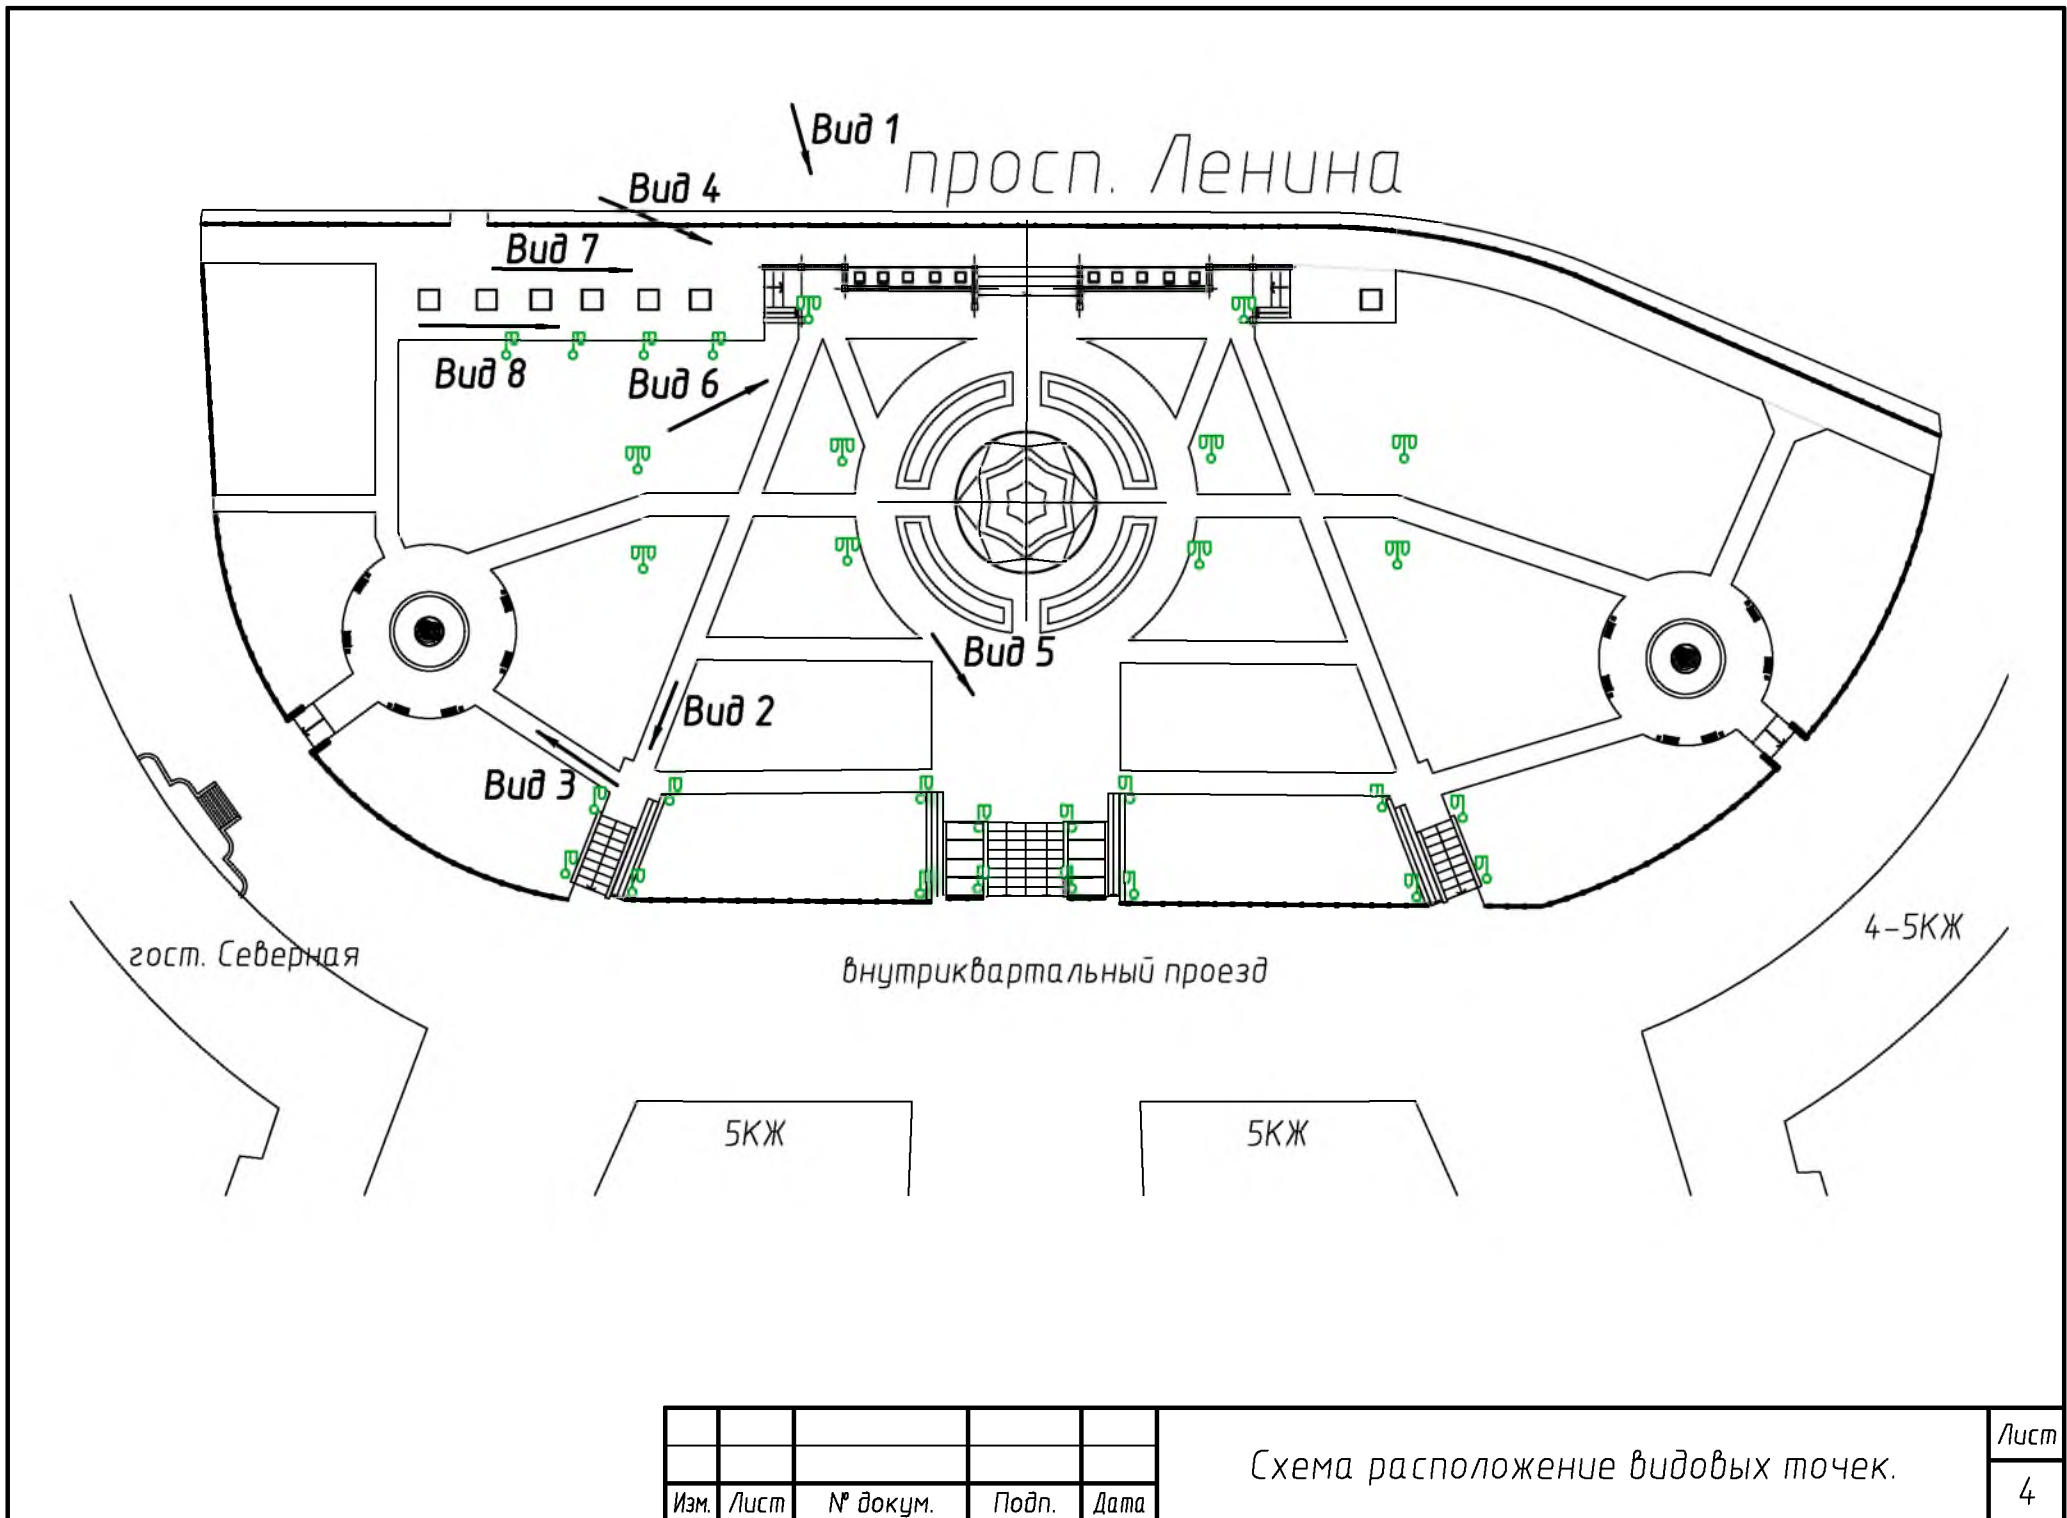 Вид 1
просп. Ленина
Вид 4
Вид 7
Вид 8
Вид 6
Вид 5
Вид 2
Вид 3
гост. Северная
внутриквартальный проезд
4-5КЖ
5КЖ
5КЖ
Схема расположение видовых точек.
Лист
4
Изм.
Лист
№ докум.
Подп.
Дата